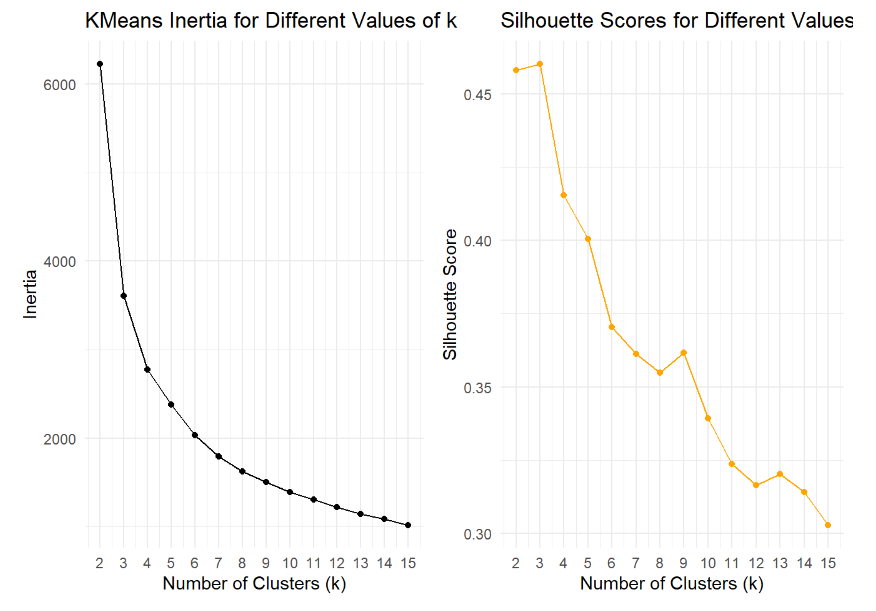 KMeans Inertia for Different Values of k
Inertia
6000
4000
2000
2 3 4 5 6 7 8 9 10 11 12 13 14 15
Number of Clusters (k)
Silhouette Scores for Different Values
Silhouette Score
0.45
0.40
0.35
0.30
2 3 4 5 6 7 8 9 10 11 12 13 14 15
Number of Clusters (k)